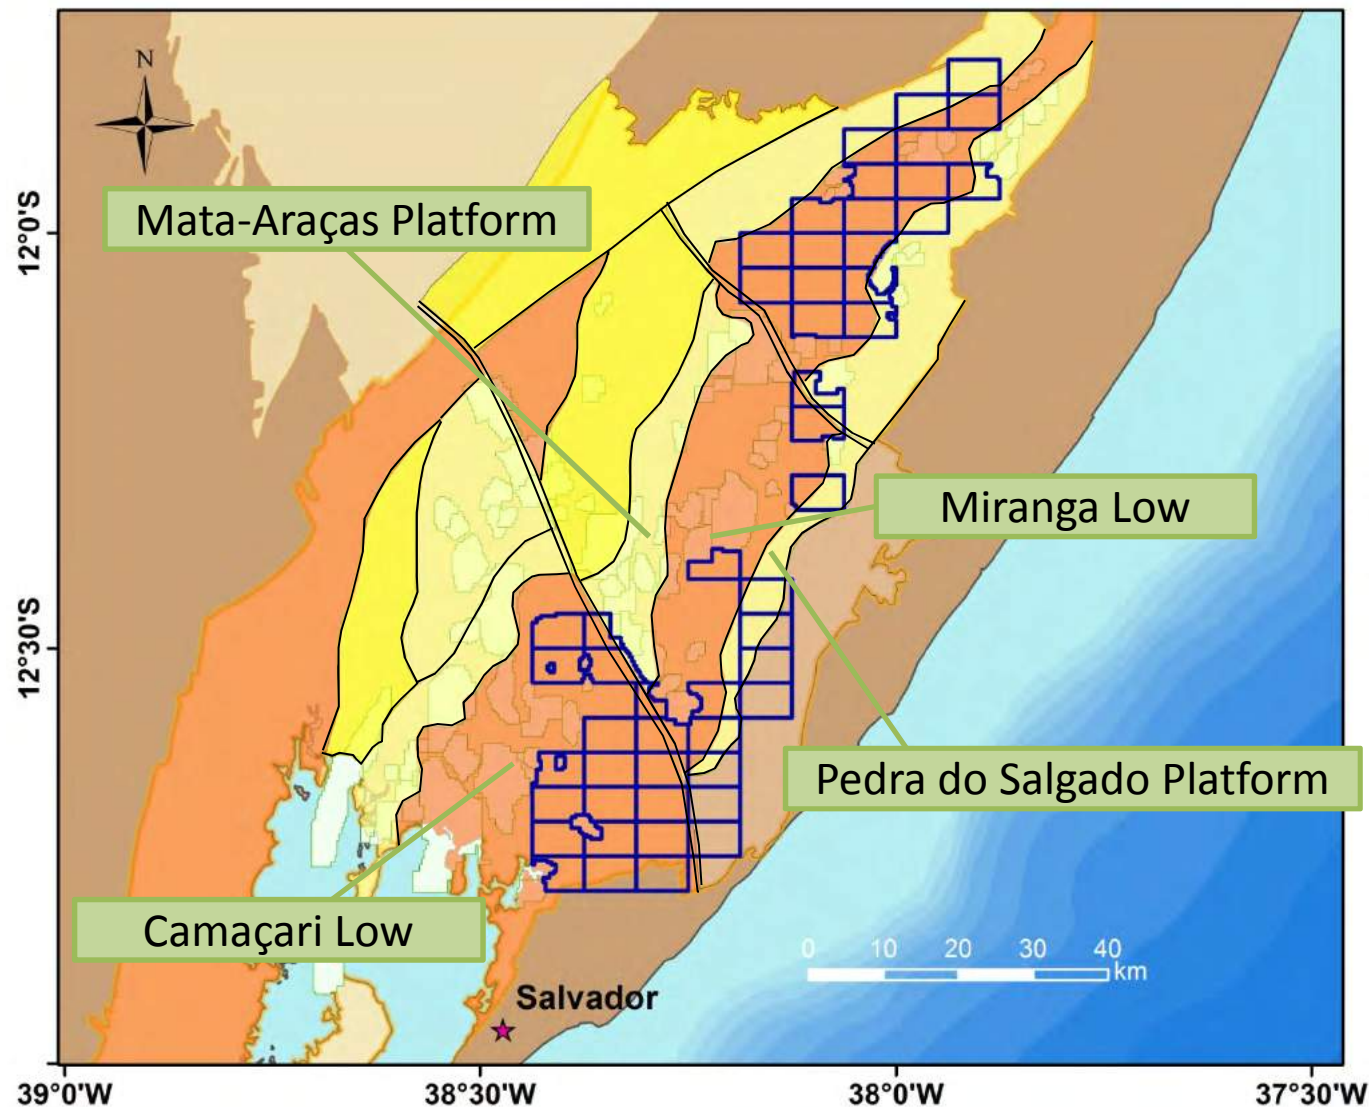 N
Mata-Araças Platform
12°0'S
Miranga Low
12°30'S
Pedra do Salgado Platform
Camaçari Low
0 10 20 30 40
km
Salvador
39°0'W 38°30'W 38°0'W 37°30'W